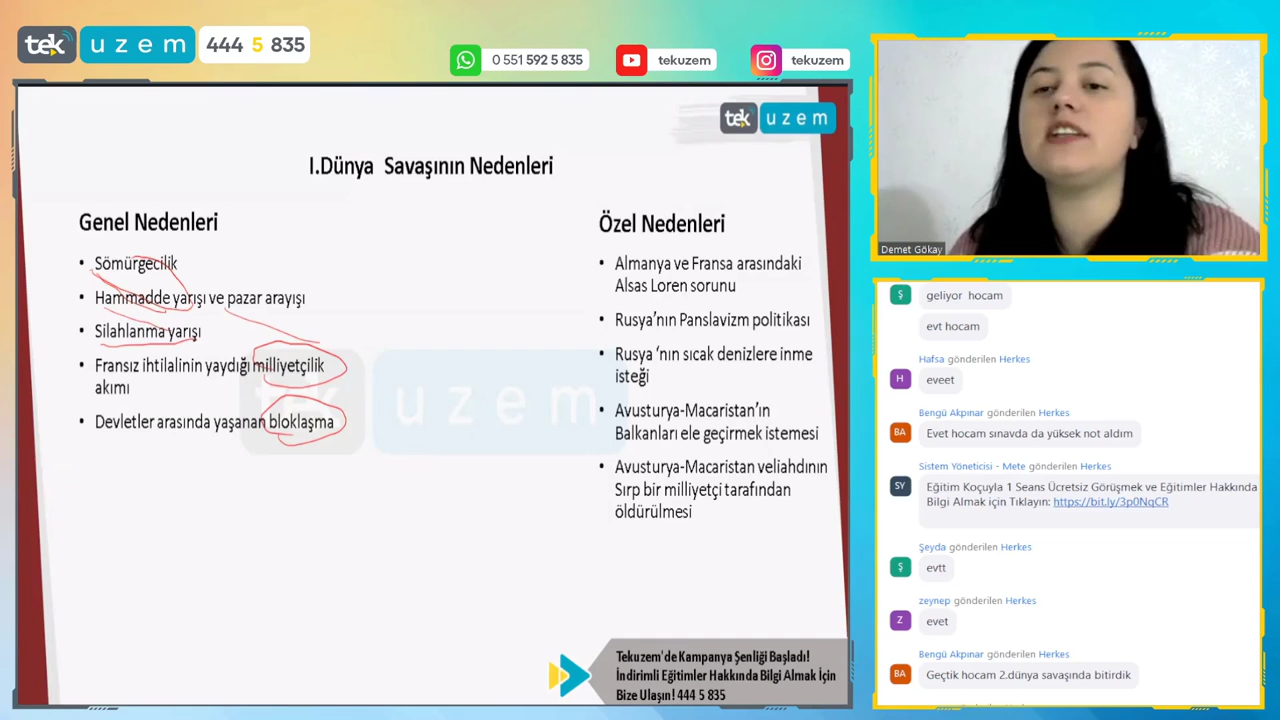 tek uzem 444 5 835
0 551 592 5 835
tekuzem
tekuzem
tek uzem
I.Dünya Savaşının Nedenleri
Genel Nedenleri
• Sömürgecilik
• Hammadde yarışı ve pazar arayışı
• Silahlanma yarışı
• Fransız ihtilalinin yaydığı milliyetçilik
akımı
• Devletler arasında yaşanan bloklaşma
Özel Nedenleri
• Almanya ve Fransa arasındaki
Alsas Loren sorunu
• Rusya'nın Panslavizm politikası
• Rusya 'nın sıcak denizlere inme
isteği
• Avusturya-Macaristan'ın
Balkanları ele geçirmek istemesi
• Avusturya-Macaristan veliahdının
Sırp bir milliyetçi tarafından
öldürülmesi
tek uzem
Tekuzem'de Kampanya Şenliği Başladı!
İndirimli Eğitimler Hakkında Bilgi Almak İçin
Bize Ulaşın! 444 5 835
Demet Gökay
Ş
geliyor hocam
evt hocam
Hafsa gönderilen Herkes
H
eveet
Bengü Akpınar gönderilen Herkes
BA
Evet hocam sınavda da yüksek not aldım
Sistem Yöneticisi - Mete gönderilen Herkes
SY
Eğitim Koçuyla 1 Seans Ücretsiz Görüşmek ve Eğitimler Hakkında
Bilgi Almak için Tıklayın: https://bit.ly/3p0NqCR
Şeyda gönderilen Herkes
Ş
evtt
zeynep gönderilen Herkes
Z
evet
Bengü Akpınar gönderilen Herkes
BA
Geçtik hocam 2.dünya savaşında bitirdik